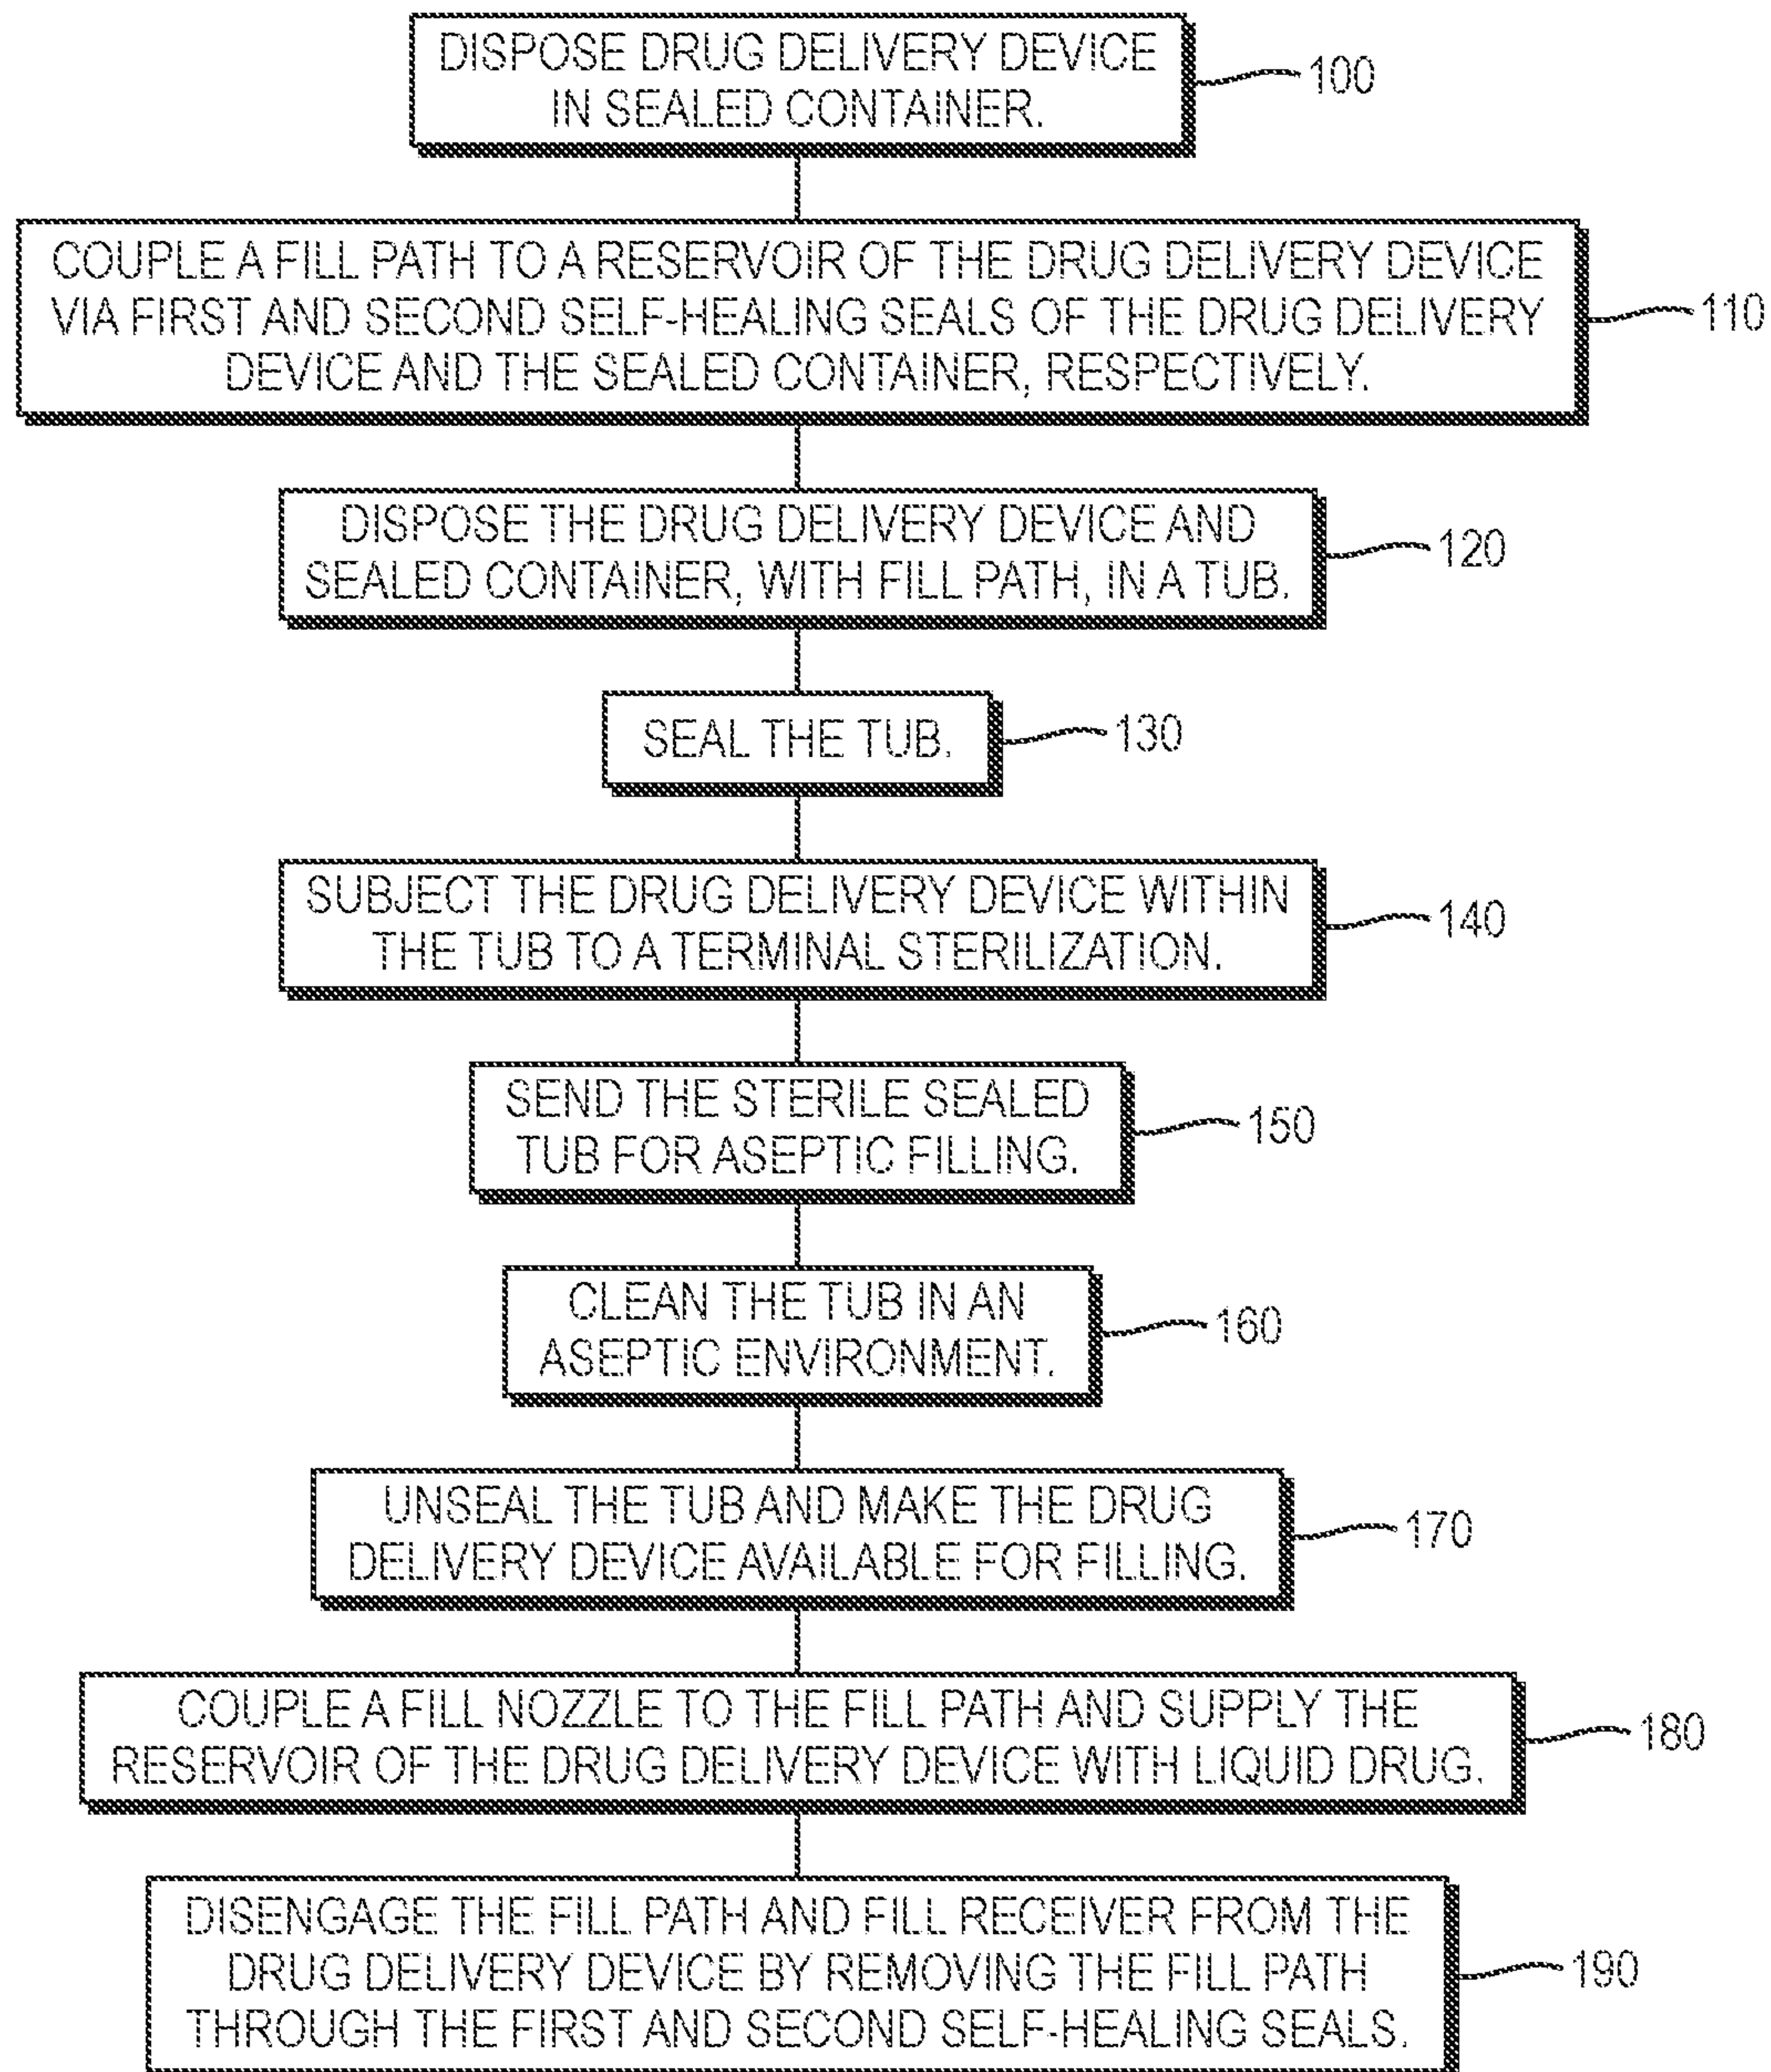 DISPOSE DRUG DELIVERY DEVICE
IN SEALED CONTAINER.
100
COUPLE A FILL PATH TO A RESERVOIR OF THE DRUG DELIVERY DEVICE
VIA FIRST AND SECOND SELF-HEALING SEALS OF THE DRUG DELIVERY
DEVICE AND THE SEALED CONTAINER, RESPECTIVELY.
110
DISPOSE THE DRUG DELIVERY DEVICE AND
SEALED CONTAINER, WITH FILL PATH, IN A TUB.
120
SEAL THE TUB.
130
SUBJECT THE DRUG DELIVERY DEVICE WITHIN
THE TUB TO A TERMINAL STERILIZATION.
140
SEND THE STERILE SEALED
TUB FOR ASEPTIC FILLING.
150
CLEAN THE TUB IN AN
ASEPTIC ENVIRONMENT.
160
UNSEAL THE TUB AND MAKE THE DRUG
DELIVERY DEVICE AVAILABLE FOR FILLING.
170
COUPLE A FILL NOZZLE TO THE FILL PATH AND SUPPLY THE
RESERVOIR OF THE DRUG DELIVERY DEVICE WITH LIQUID DRUG.
180
DISENGAGE THE FILL PATH AND FILL RECEIVER FROM THE
DRUG DELIVERY DEVICE BY REMOVING THE FILL PATH
THROUGH THE FIRST AND SECOND SELF-HEALING SEALS.
190